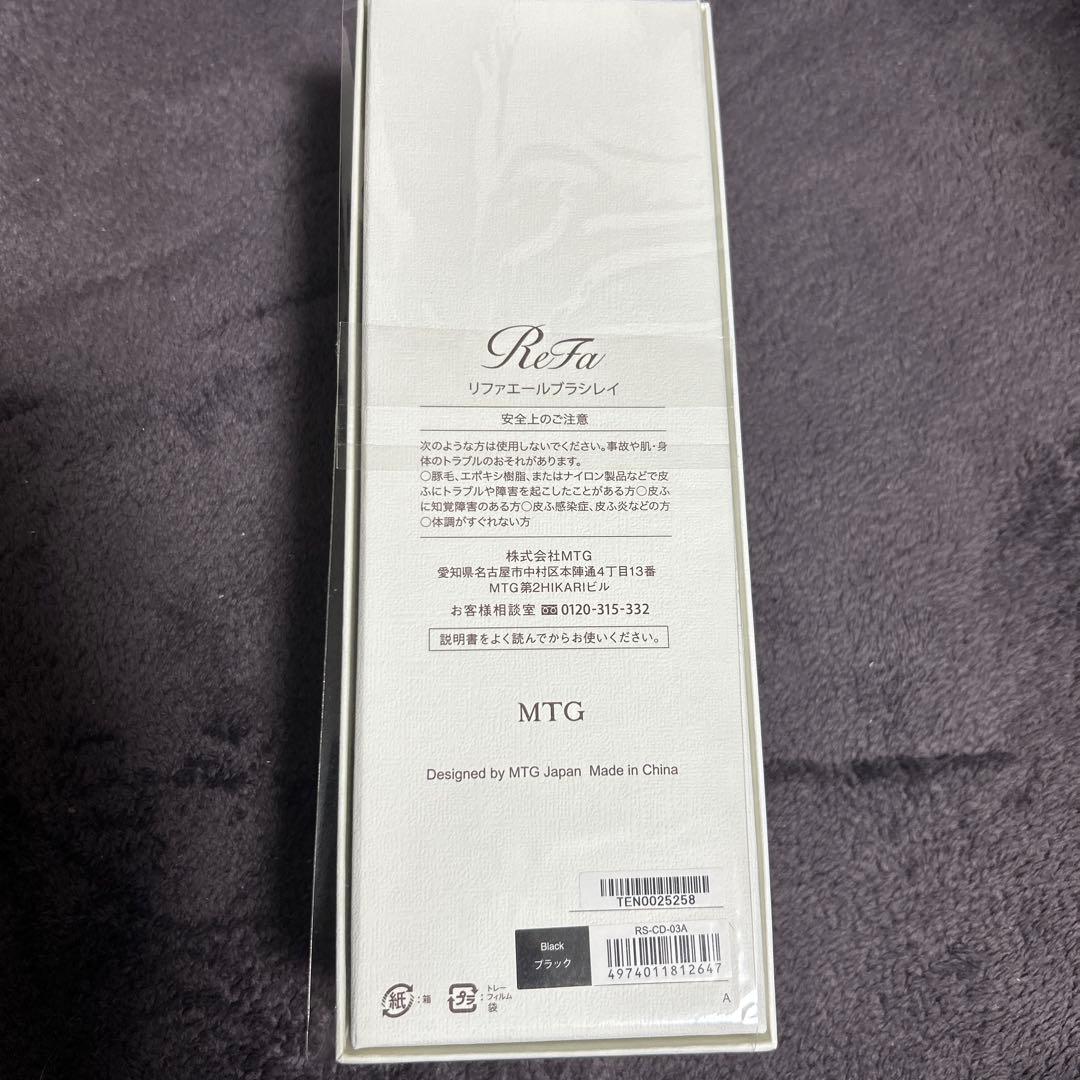 ReFa
リファエールブラシレイ
安全上のご注意
次のような方は使用しないでください。事故や肌・身
体のトラブルのおそれがあります。
○豚毛、エポキシ樹脂、またはナイロン製品などで皮
ふにトラブルや障害を起こしたことがある方○皮ふ
に知覚障害のある方○皮ふ感染症、皮ふ炎などの方
○体調がすぐれない方
株式会社MTG
愛知県名古屋市中村区本陣通4丁目13番
MTG第2HIKARIビル
お客様相談室 0120-315-332
説明書をよく読んでからお使いください。
MTG
Designed by MTG Japan Made in China
TEN0025258
RS-CD-03A
Black
ブラック
4974011812647
紙:箱
プラ
トレー
フィルム
袋
A